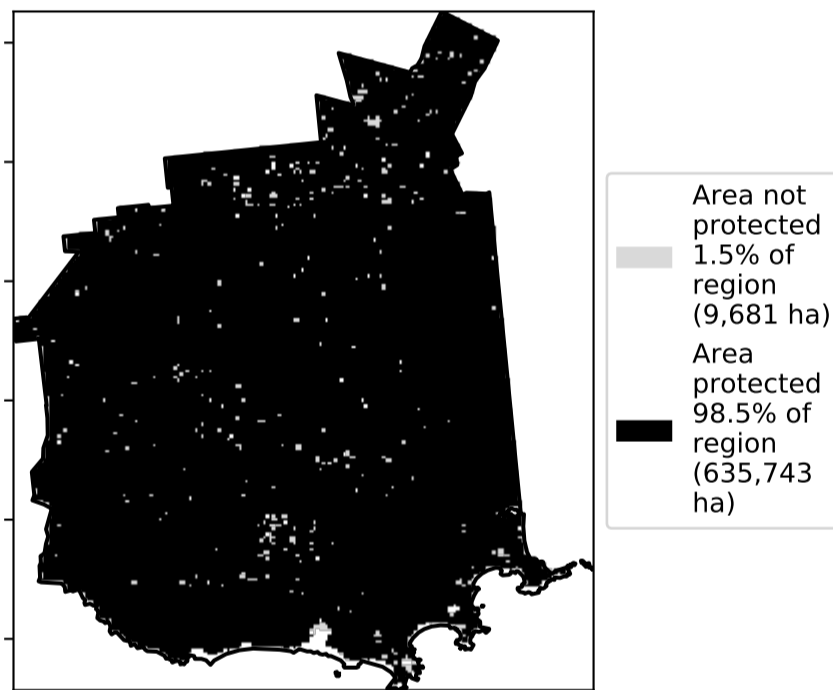 Area not
protected
1.5% of
region
(9,681 ha)
Area
protected
98.5% of
region
(635,743
ha)